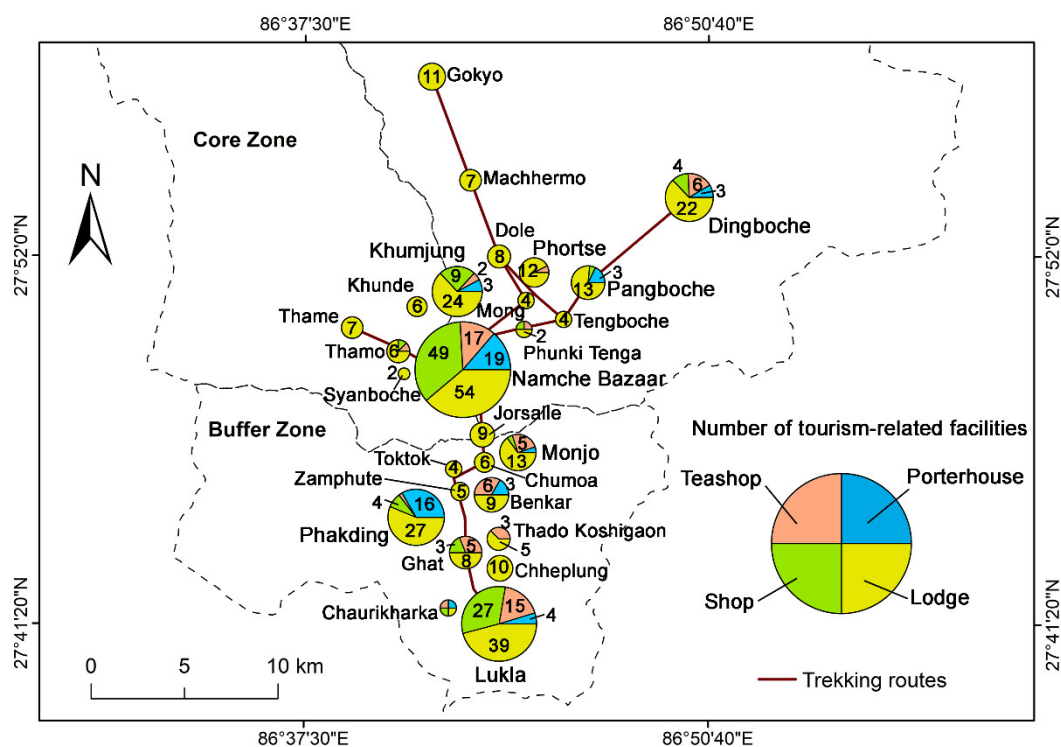 86°37'30"E
86°50'40"E
11
Gokyo
Core Zone
N
7
Machhermo
4
6
3
22
Dingboche
27°52'0"N
27°52'0"N
Dole
8
Khumjung
Phortse
12
9
2
3
24
3
13
Pangboche
Khunde
6
Mong
4
4
Tengboche
Thame
7
2
Phunki Tenga
Thamo
6
49
17
19
54
Namche Bazaar
2
Syanboche
Buffer Zone
Jorsalle
9
5
13
Monjo
Number of tourism-related facilities
Toktok
4
6
Chumoa
Teashop
Porterhouse
Zamphute
5
6
3
9
Benkar
4
16
27
Phakding
3
Thado Koshigaon
5
3
5
8
Ghat
10
Chheplung
Shop
Lodge
Chaurikharka
27
15
4
39
Lukla
27°41'20"N
27°41'20"N
0
5
10 km
Trekking routes
86°37'30"E
86°50'40"E